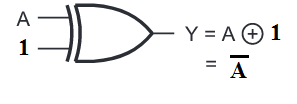 A
1
Y = A ⊕ 1
= A̅